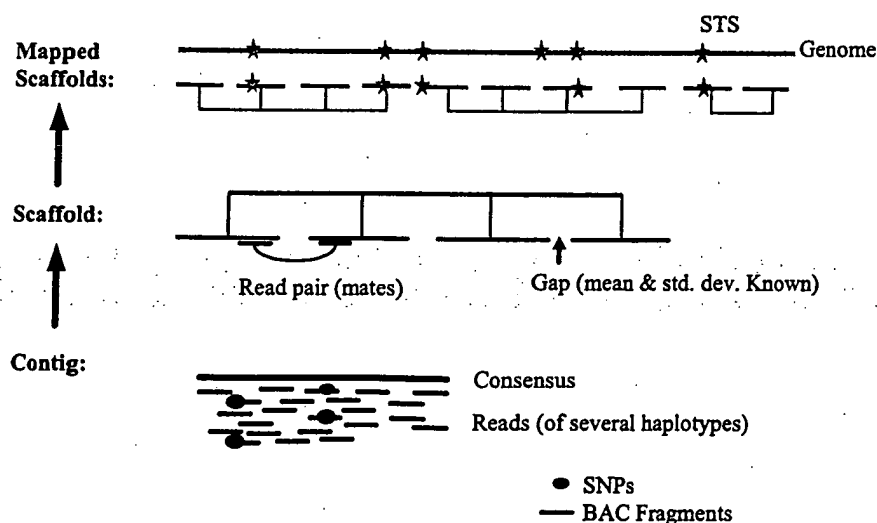 STS
Genome
Mapped
Scaffolds:
Scaffold:
Read pair (mates)
Gap (mean & std. dev. Known)
Contig:
Consensus
Reads (of several haplotypes)
SNPs
BAC Fragments